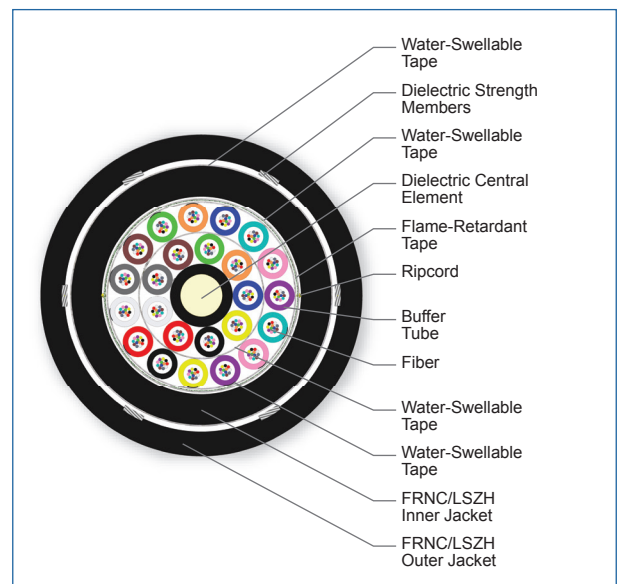 Water-Swellable
Tape
Dielectric Strength
Members
Water-Swellable
Tape
Dielectric Central
Element
Flame-Retardant
Tape
Ripcord
Buffer
Tube
Fiber
Water-Swellable
Tape
Water-Swellable
Tape
FRNC/LSZH
Inner Jacket
FRNC/LSZH
Outer Jacket